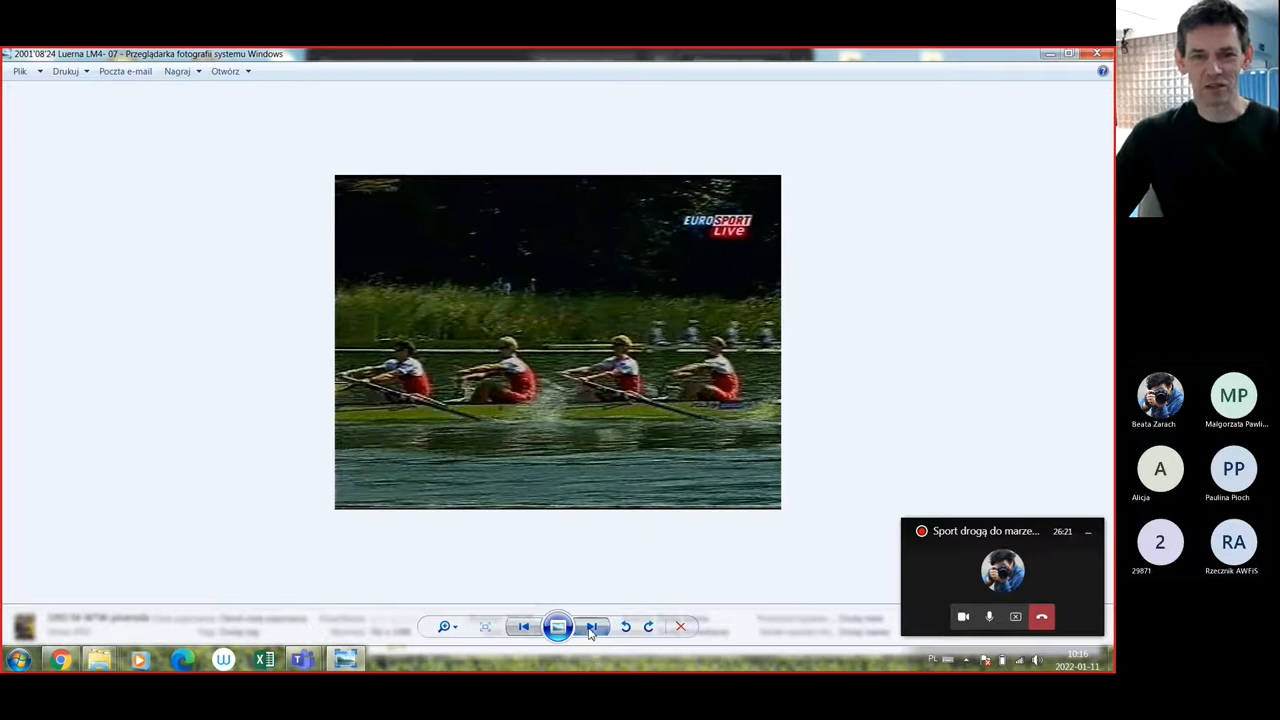 2001'08'24 Luerna LM4- 07 - Przeglądarka fotografii systemu Windows
Plik Drukuj Poczta e-mail Nagraj Otwórz
EUROSPORT
LIVE
Beata Zarach
MP
Małgorzata Pawli...
A
Alicja
PP
Paulina Pioch
2
29871
RA
Rzecznik AWFiS
Sport drogą do marze... 26:21
PL
10:16
2022-01-11